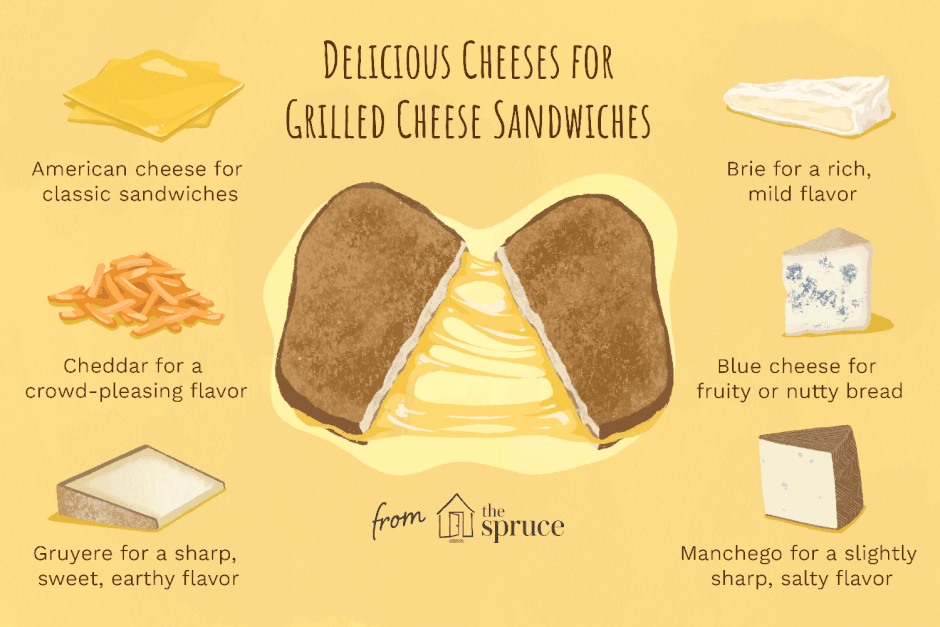 Delicious Cheeses for
Grilled Cheese Sandwiches
American cheese for
classic sandwiches
Brie for a rich,
mild flavor
Cheddar for a
crowd-pleasing flavor
Blue cheese for
fruity or nutty bread
Gruyere for a sharp,
sweet, earthy flavor
Manchego for a slightly
sharp, salty flavor
from the spruce